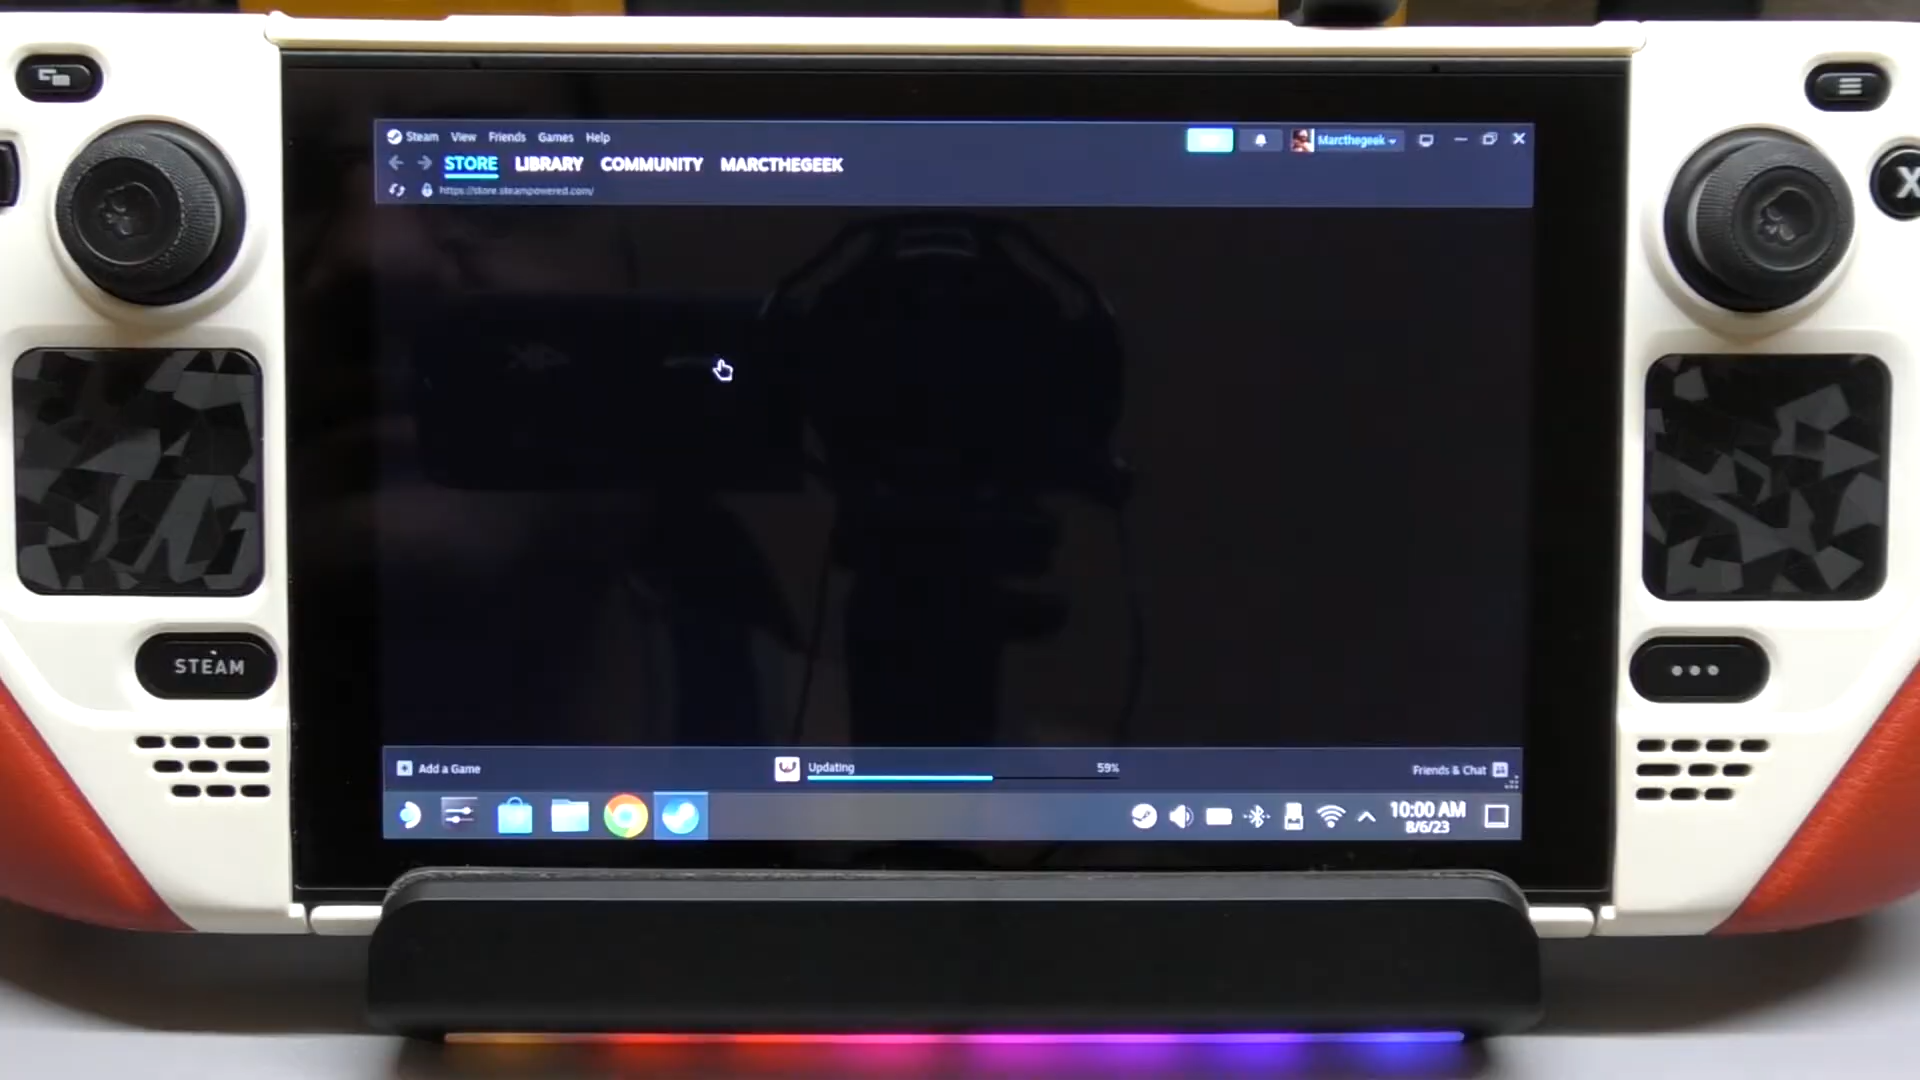 Steam View Friends Games Help
Marcthegeek
STORE LIBRARY COMMUNITY MARCTHEGEEK
https://store.steampowered.com/
X
STEAM
Add a Game
Updating
59%
Friends & Chat
10:00 AM
8/6/23